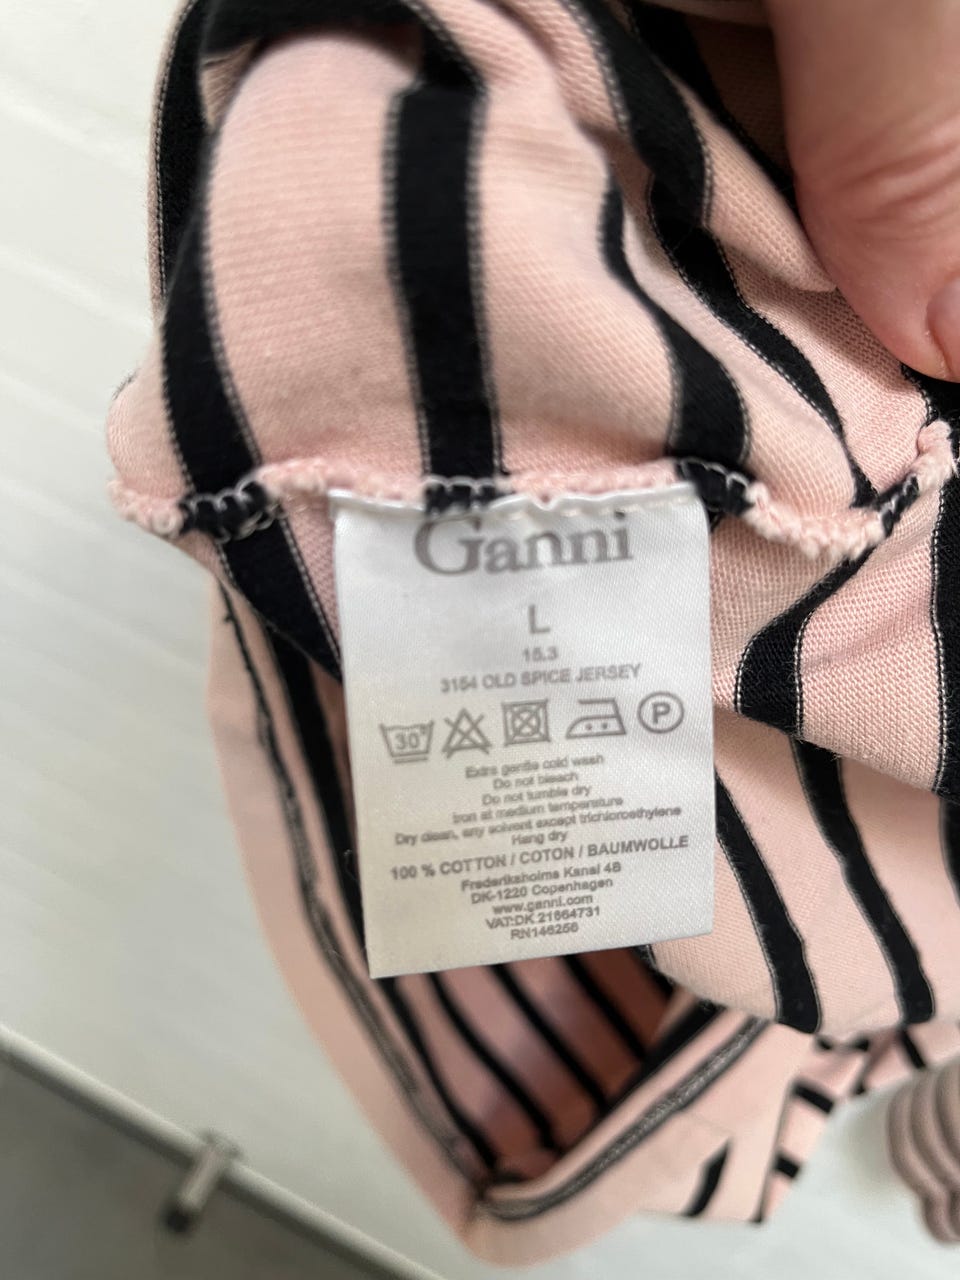 Ganni
L
15.3
3154 OLD SPICE JERSEY
30° P
Extra gentle cold wash
Do not bleach
Do not tumble dry
Iron at medium temperature
Dry clean, any solvent except trichloroethylene
Hang dry
100 % COTTON / COTON / BAUMWOLLE
Frederiksholms Kanal 4B
DK-1220 Copenhagen
www.ganni.com
VAT:DK 21664731
RN146256